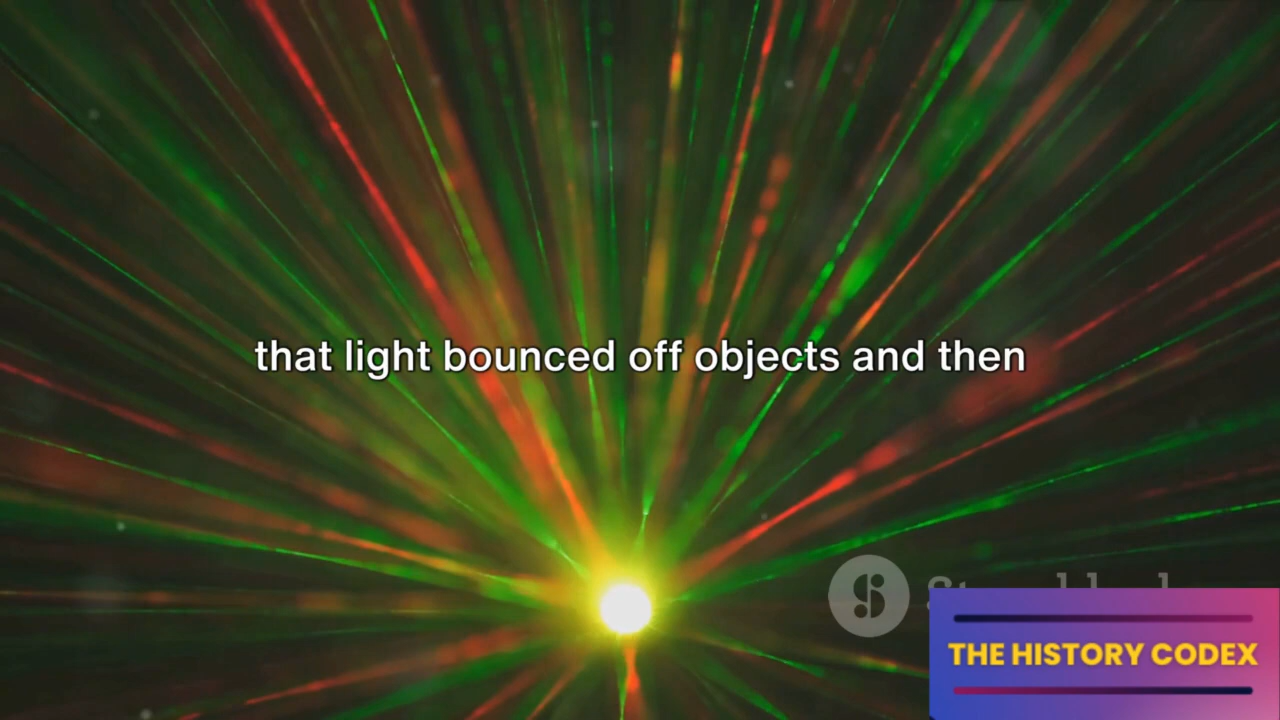 that light bounced off objects and then
THE HISTORY CODEX